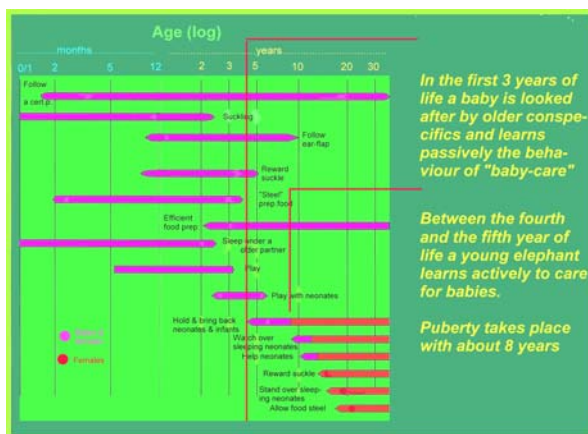 Age (log)
months years
0/1 2 5 12 2 3 5 10 20 30
Follow
a cert.p.
Suckling
Follow
ear-flap
Reward
suckle
"Steel"
prep.food
Efficient
food prep
Sleep under a
older partner
Play
Play with neonates
Hold & bring back
neonates & infants
Watch over
sleeping neonates
Help neonates
Reward suckle
Stand over sleep-
ing neonates
Allow food steel
Females
In the first 3 years of
life a baby is looked
after by older conspe-
cifics and learns
passively the beha-
viour of "baby-care"
Between the fourth
and the fifth year of
life a young elephant
learns actively to care
for babies.
Puberty takes place
with about 8 years